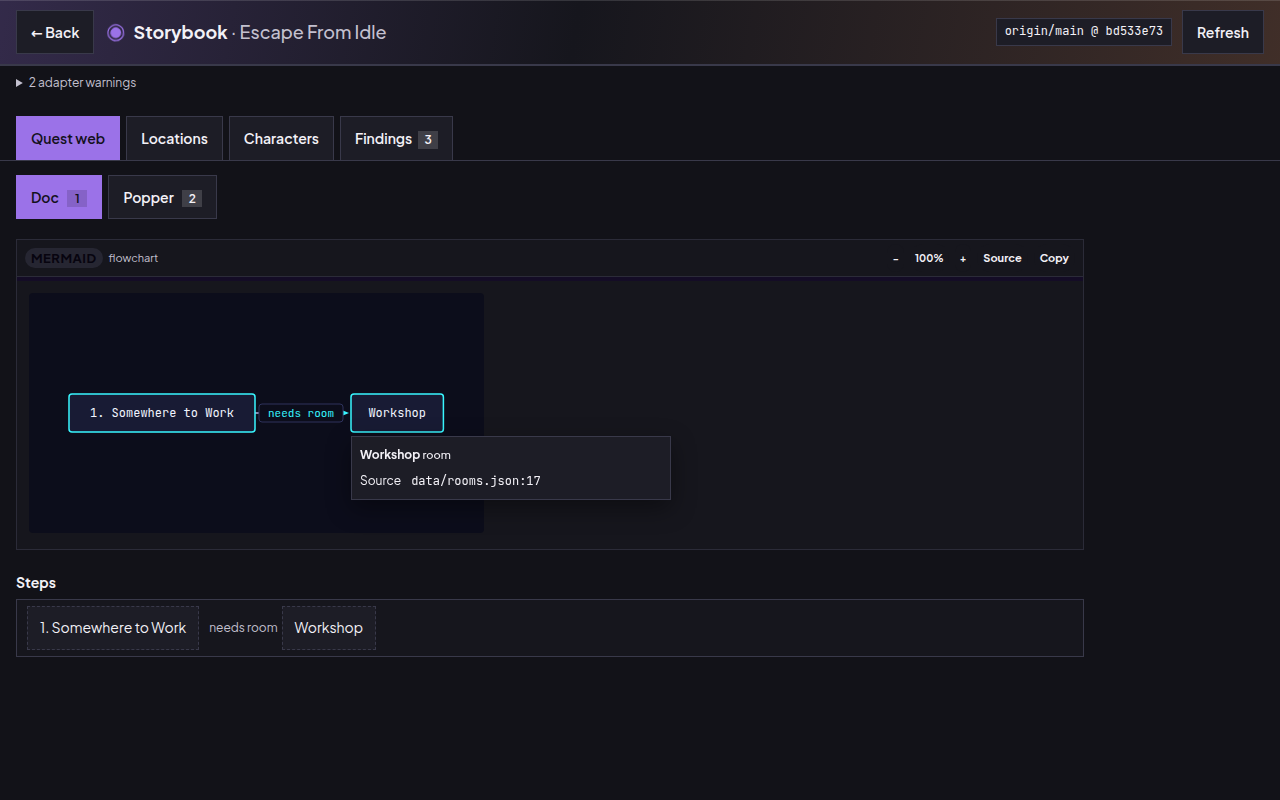 ← Back
Storybook · Escape From Idle
origin/main @ bd533e73
Refresh
▶ 2 adapter warnings
Quest web
Locations
Characters
Findings 3
Doc 1
Popper 2
MERMAID flowchart
− 100% + Source Copy
1. Somewhere to Work
needs room
Workshop
Workshop room
Source data/rooms.json:17
Steps
1. Somewhere to Work needs room Workshop